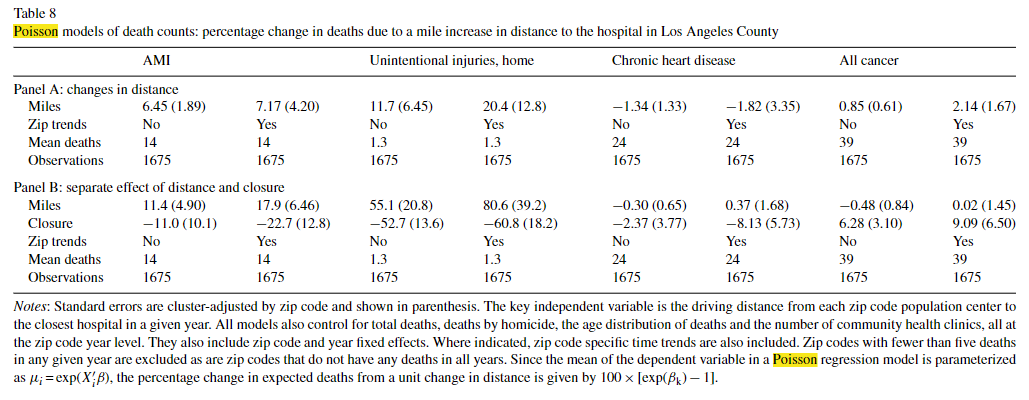 Table 8
Poisson models of death counts: percentage change in deaths due to a mile increase in distance to the hospital in Los Angeles County
AMI Unintentional injuries, home Chronic heart disease All cancer
Panel A: changes in distance
Miles 6.45 (1.89) 7.17 (4.20) 11.7 (6.45) 20.4 (12.8) −1.34 (1.33) −1.82 (3.35) 0.85 (0.61) 2.14 (1.67)
Zip trends No Yes No Yes No Yes No Yes
Mean deaths 14 14 1.3 1.3 24 24 39 39
Observations 1675 1675 1675 1675 1675 1675 1675 1675
Panel B: separate effect of distance and closure
Miles 11.4 (4.90) 17.9 (6.46) 55.1 (20.8) 80.6 (39.2) −0.30 (0.65) 0.37 (1.68) −0.48 (0.84) 0.02 (1.45)
Closure −11.0 (10.1) −22.7 (12.8) −52.7 (13.6) −60.8 (18.2) −2.37 (3.77) −8.13 (5.73) 6.28 (3.10) 9.09 (6.50)
Zip trends No Yes No Yes No Yes No Yes
Mean deaths 14 14 1.3 1.3 24 24 39 39
Observations 1675 1675 1675 1675 1675 1675 1675 1675
Notes: Standard errors are cluster-adjusted by zip code and shown in parenthesis. The key independent variable is the driving distance from each zip code population center to
the closest hospital in a given year. All models also control for total deaths, deaths by homicide, the age distribution of deaths and the number of community health clinics, all at
the zip code year level. They also include zip code and year fixed effects. Where indicated, zip code specific time trends are also included. Zip codes with fewer than five deaths
in any given year are excluded as are zip codes that do not have any deaths in all years. Since the mean of the dependent variable in a Poisson regression model is parameterized
as μi = exp(X′iβ), the percentage change in expected deaths from a unit change in distance is given by 100 × [exp(βk) − 1].